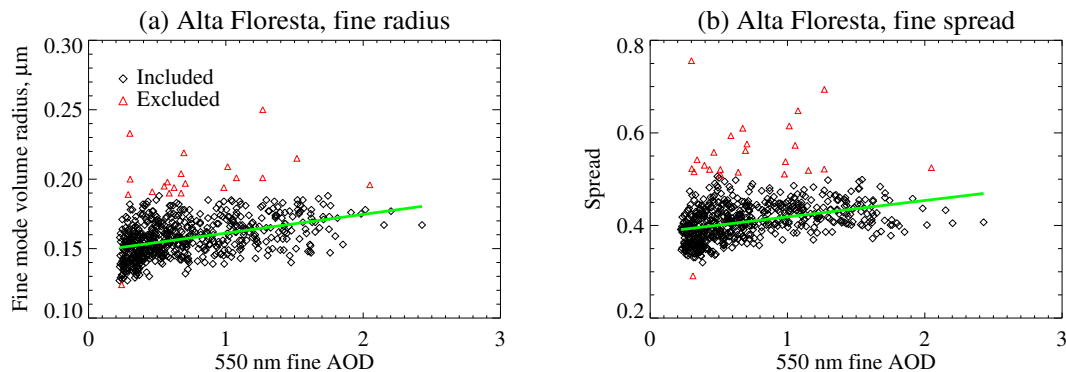 (a) Alta Floresta, fine radius
0.30
0.25
0.20
0.15
0.10
Fine mode volume radius, μm
Included
Excluded
0 1 2 3
550 nm fine AOD
(b) Alta Floresta, fine spread
0.8
0.6
0.4
0.2
Spread
0 1 2 3
550 nm fine AOD